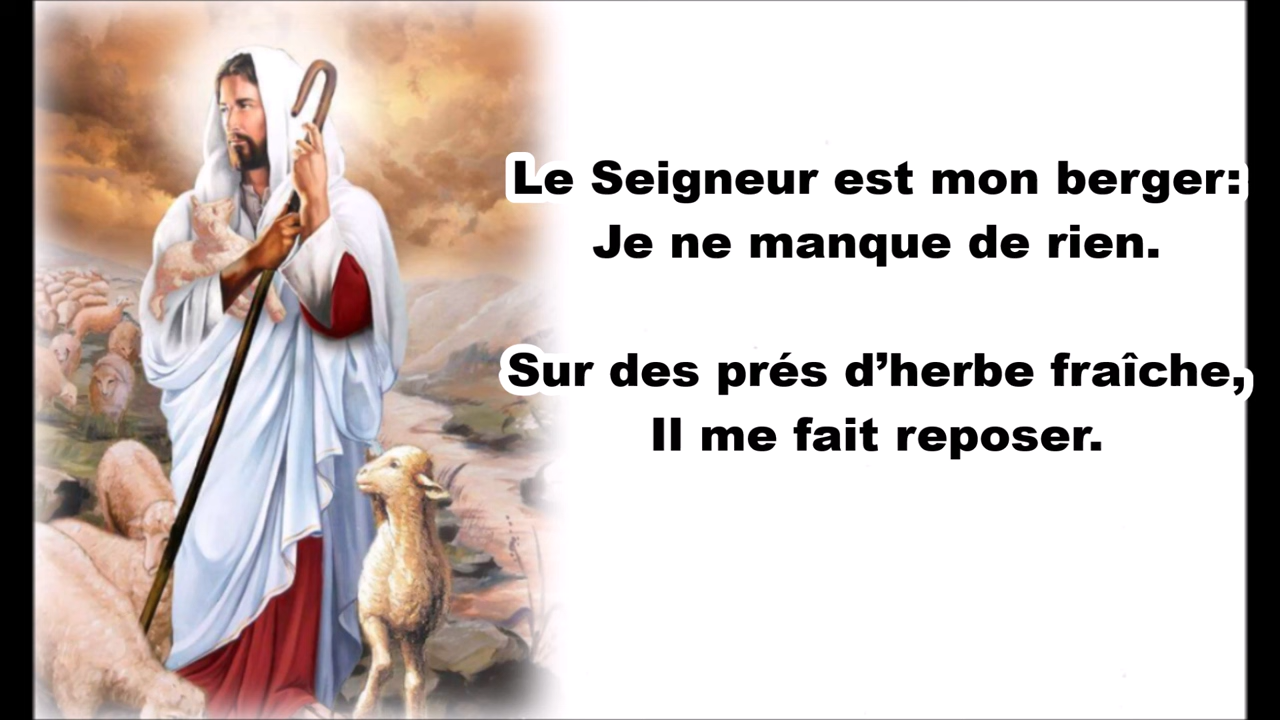 Le Seigneur est mon berger:
Je ne manque de rien.
Sur des prés d’herbe fraîche,
Il me fait reposer.